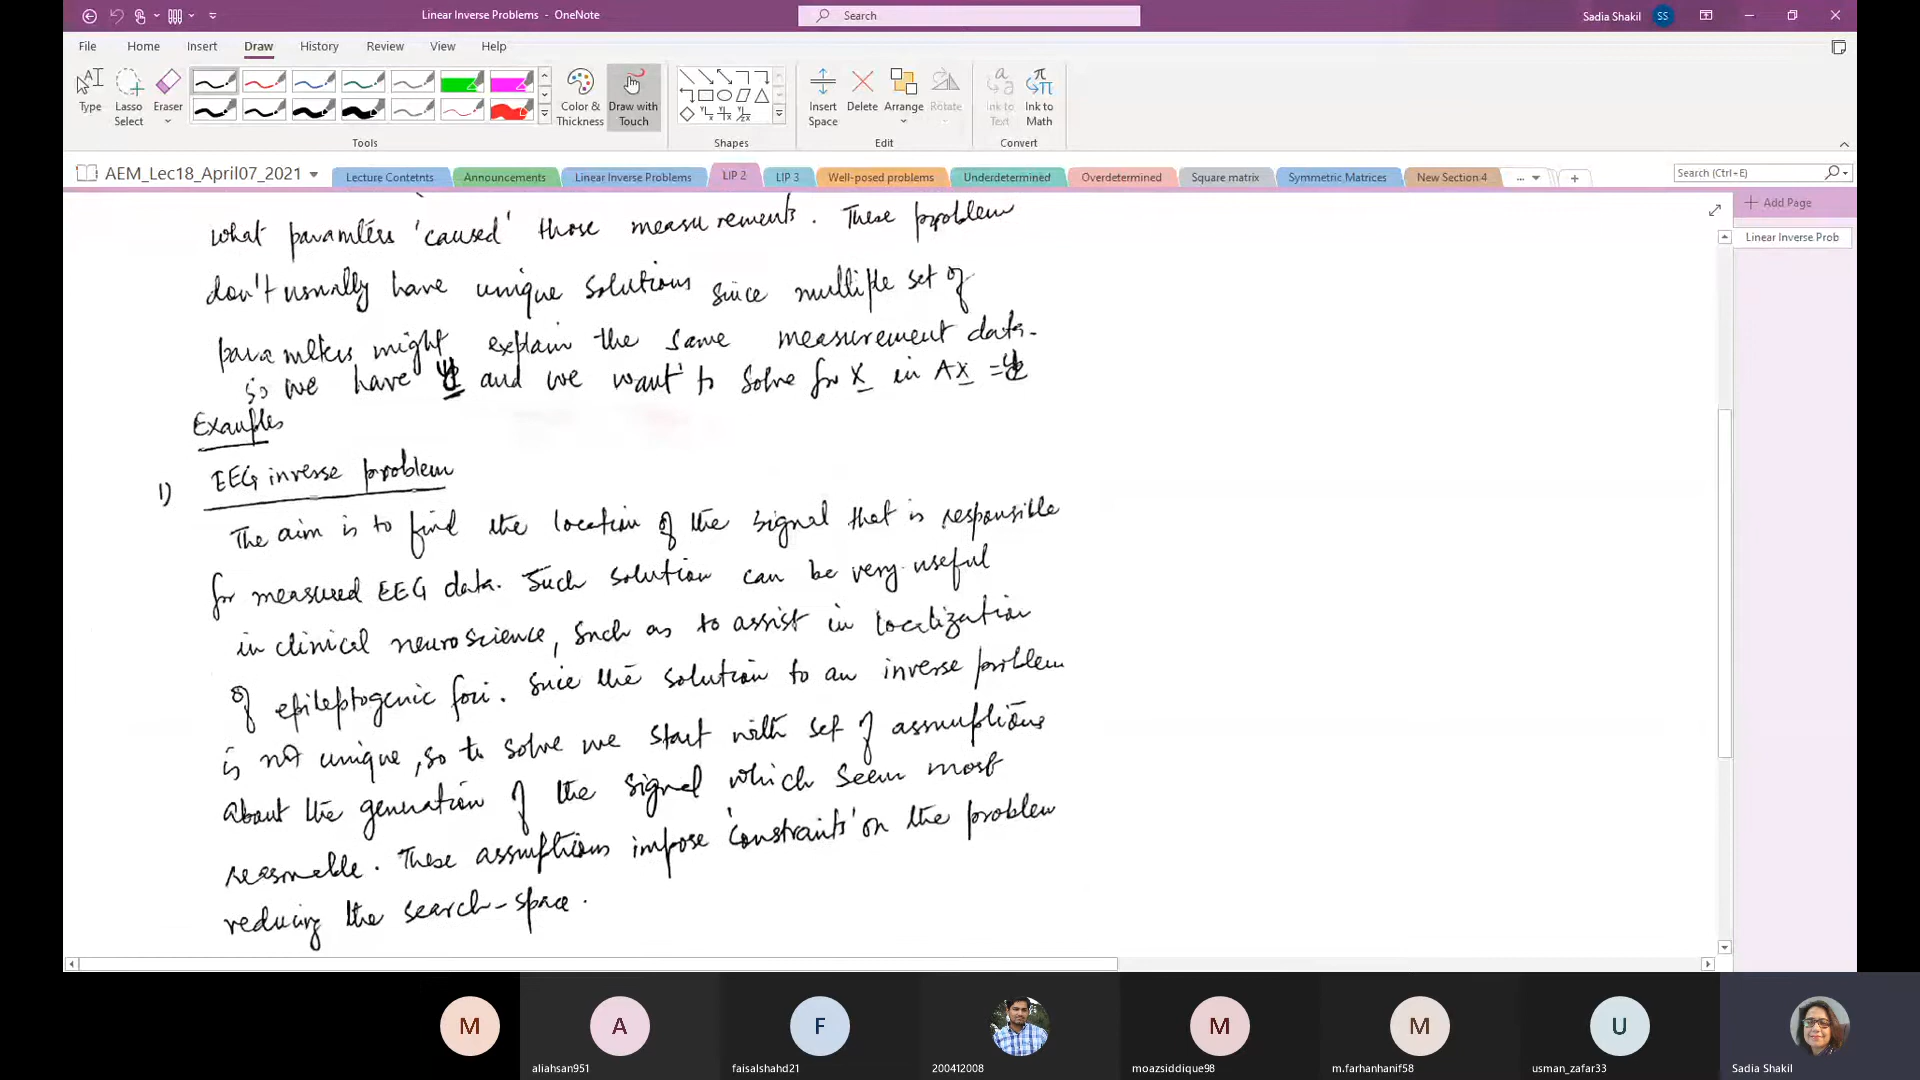 Linear Inverse Problems - OneNote
Search
Sadia Shakil SS
File Home Insert Draw History Review View Help
Type
Lasso Select
Eraser
Color & Thickness
Draw with Touch
Insert Space
Delete
Arrange
Rotate
Ink to Text
Ink to Math
Tools Shapes Edit Convert
AEM_Lec18_April07_2021
Lecture Contetnts Announcements Linear Inverse Problems LIP 2 LIP 3 Well-posed problems Underdetermined Overdetermined Square matrix Symmetric Matrices New Section 4 ...
Search (Ctrl+E)
Add Page
Linear Inverse Prob
what paramters 'caused' those measurements. These problem
don't usually have unique solutions since multiple set of
parameters might explain the same measurement data.
so we have y and we want to solve for x in Ax = y
Examples
1) EEG inverse problem
The aim is to find the location of the signal that is responsible
for measured EEG data. Such solution can be very useful
in clinical neuroscience, such as to assist in localization
of epileptogenic foci. Since the solution to an inverse problem
is not unique, so to solve we start with set of assumptions
about the generation of the signal which seem most
reasonable. These assumptions impose 'constraints' on the problem
reducing the search-space.
M A F M M U
aliahsan951 faisalshahd21 200412008 moazsiddique98 m.farhanhanif58 usman_zafar33 Sadia Shakil